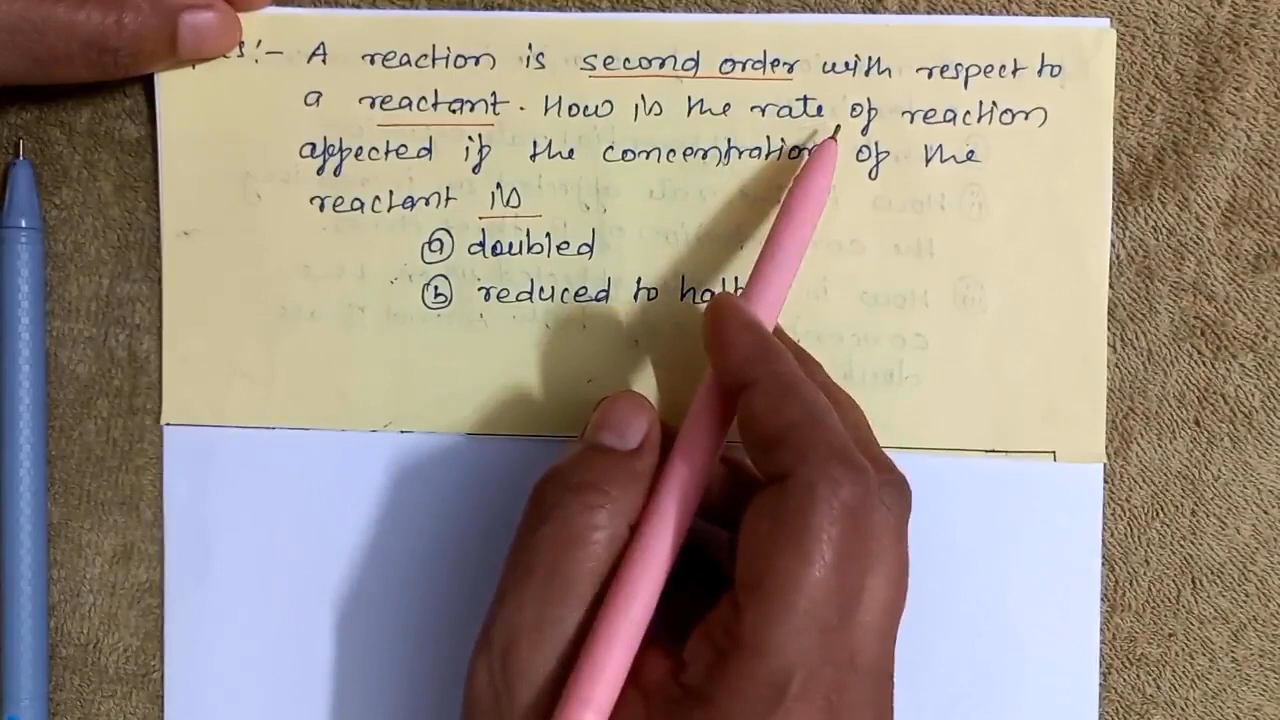 :- A reaction is second order with respect to
a reactant. How is the rate of reaction
affected if the concentration of the
reactant is
(a) doubled
(b) reduced to half